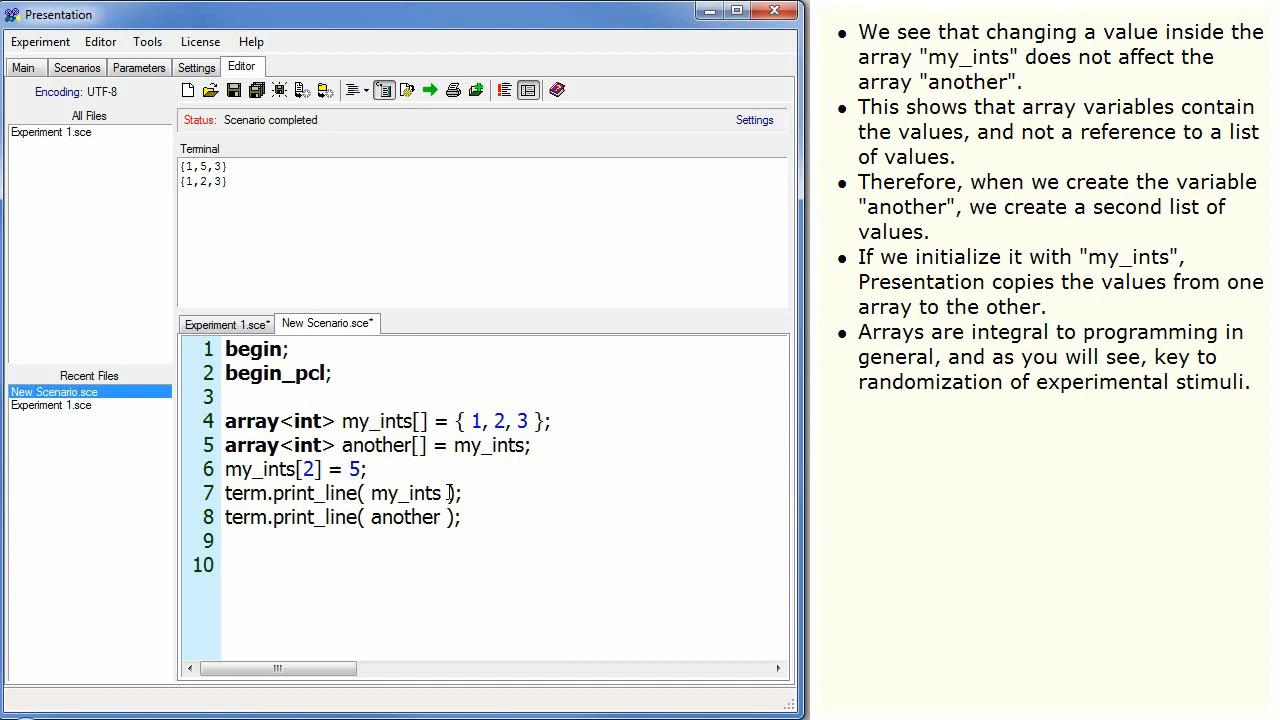 Presentation
Experiment Editor Tools License Help
Main Scenarios Parameters Settings Editor
Encoding: UTF-8
All Files
Experiment 1.sce
Recent Files
New Scenario.sce
Experiment 1.sce
Status: Scenario completed Settings
Terminal
{1,5,3}
{1,2,3}
Experiment 1.sce* New Scenario.sce*
1 begin;
2 begin_pcl;
3
4 array<int> my_ints[] = { 1, 2, 3 };
5 array<int> another[] = my_ints;
6 my_ints[2] = 5;
7 term.print_line( my_ints );
8 term.print_line( another );
9
10
• We see that changing a value inside the
array "my_ints" does not affect the
array "another".
• This shows that array variables contain
the values, and not a reference to a list
of values.
• Therefore, when we create the variable
"another", we create a second list of
values.
• If we initialize it with "my_ints",
Presentation copies the values from one
array to the other.
• Arrays are integral to programming in
general, and as you will see, key to
randomization of experimental stimuli.